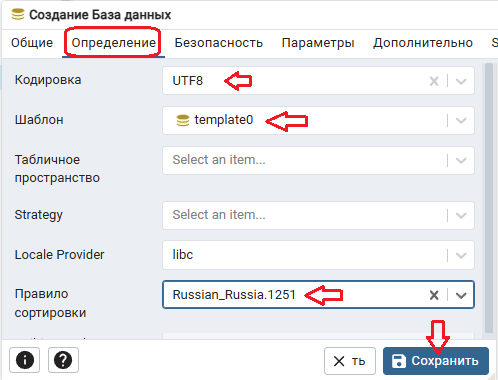 Создание База данных
Общие Определение Безопасность Параметры Дополнительно S
Кодировка UTF8
Шаблон template0
Табличное пространство Select an item...
Strategy Select an item...
Locale Provider libc
Правило сортировки Russian_Russia.1251
ть Сохранить